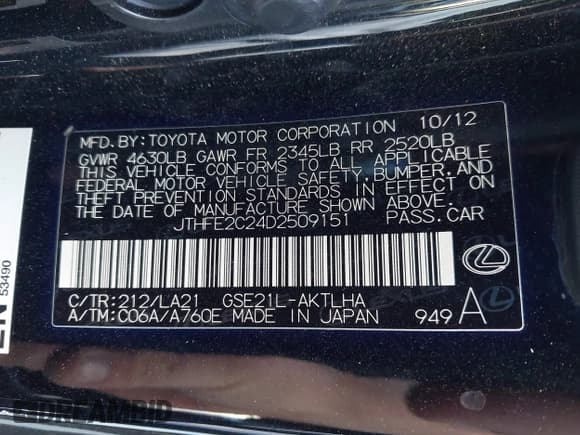 10/12
MFD. BY: TOYOTA MOTOR CORPORATION
GVWR 4630LB GAWR FR 2345LB RR 2520LB
THIS VEHICLE CONFORMS TO ALL APPLICABLE
FEDERAL MOTOR VEHICLE SAFETY, BUMPER, AND
THEFT PREVENTION STANDARDS IN EFFECT ON
THE DATE OF MANUFACTURE SHOWN ABOVE.
JTHFE2C24D2509151 PASS. CAR
C/TR: 212/LA21 GSE21L-AKTLHA
A/TM: C06A/A760E MADE IN JAPAN 949 A
53490